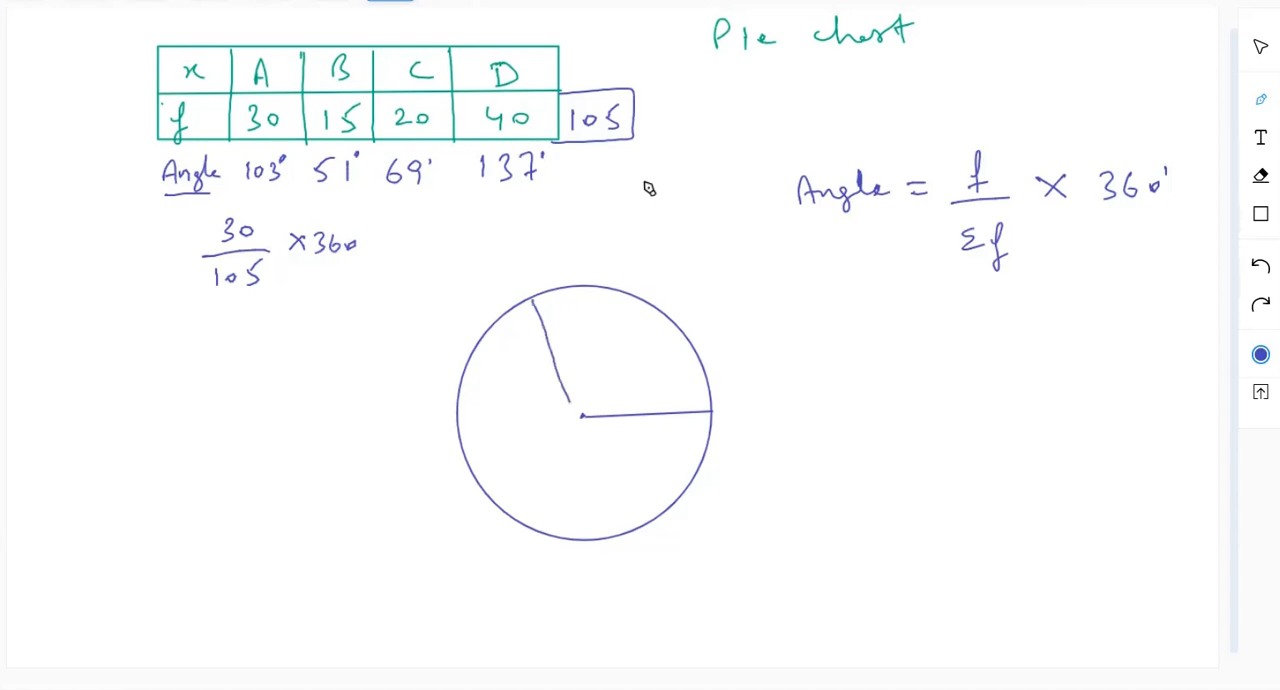 Pie chart
x A B C D
f 30 15 20 40 105
Angle 103° 51° 69° 137°
Angle = f / Σf × 360°
30 / 105 × 360
T